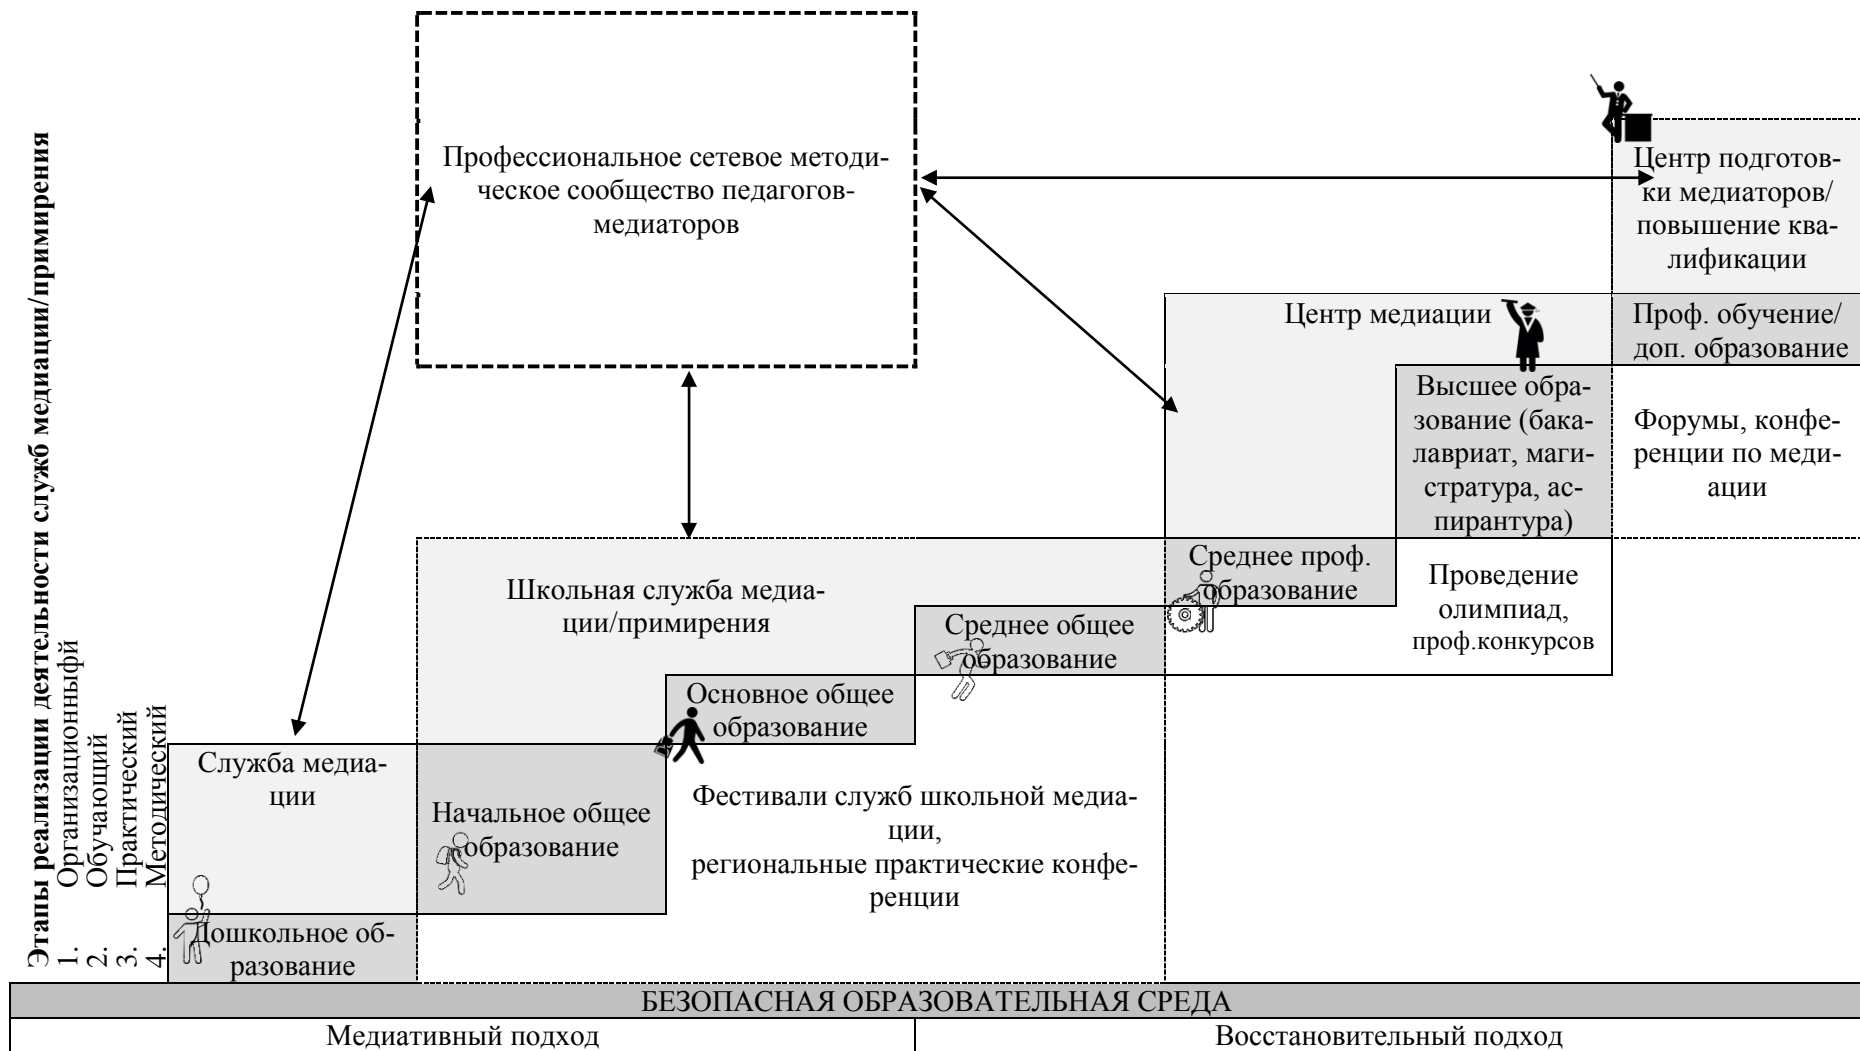 Этапы реализации деятельности служб медиации/примирения
1. Организационныфй
2. Обучающий
3. Практический
4. Методический
Профессиональное сетевое методи-
ческое сообщество педагогов-
медиаторов
Центр подготов-
ки медиаторов/
повышение ква-
лификации
Центр медиации
Проф. обучение/
доп. образование
Высшее обра-
зование (бака-
лавриат, маги-
стратура, ас-
пирантура)
Форумы, конфе-
ренции по меди-
ации
Школьная служба медиа-
ции/примирения
Среднее проф.
образование
Проведение
олимпиад,
проф.конкурсов
Среднее общее
образование
Основное общее
образование
Служба медиа-
ции
Начальное общее
образование
Фестивали служб школьной медиа-
ции,
региональные практические конфе-
ренции
Дошкольное об-
разование
БЕЗОПАСНАЯ ОБРАЗОВАТЕЛЬНАЯ СРЕДА
Медиативный подход
Восстановительный подход